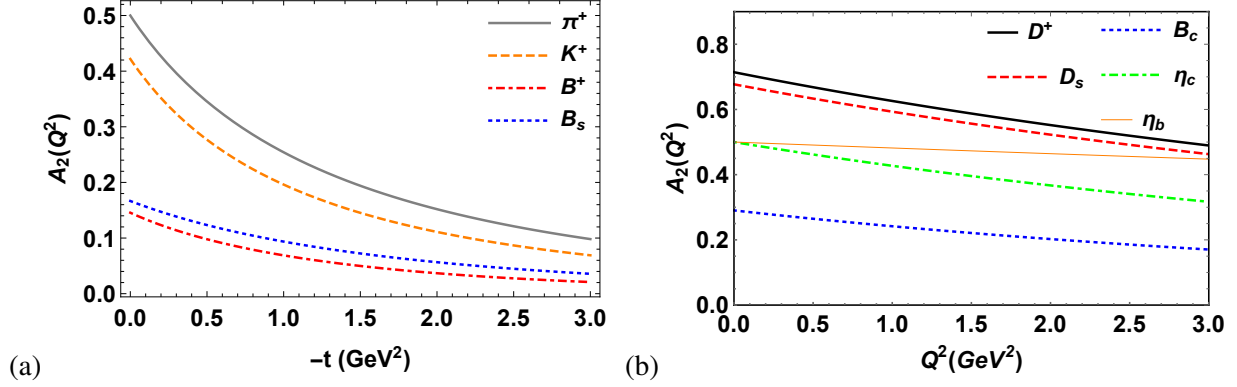 0.5
0.4
0.3
0.2
0.1
0.0
A₂(Q²)
0.0 0.5 1.0 1.5 2.0 2.5 3.0
−t (GeV²)
π⁺
K⁺
B⁺
Bₛ
(a)
0.8
0.6
0.4
0.2
0.0
A₂(Q²)
0.0 0.5 1.0 1.5 2.0 2.5 3.0
Q²(GeV²)
D⁺
Dₛ
B_c
η_c
η_b
(b)